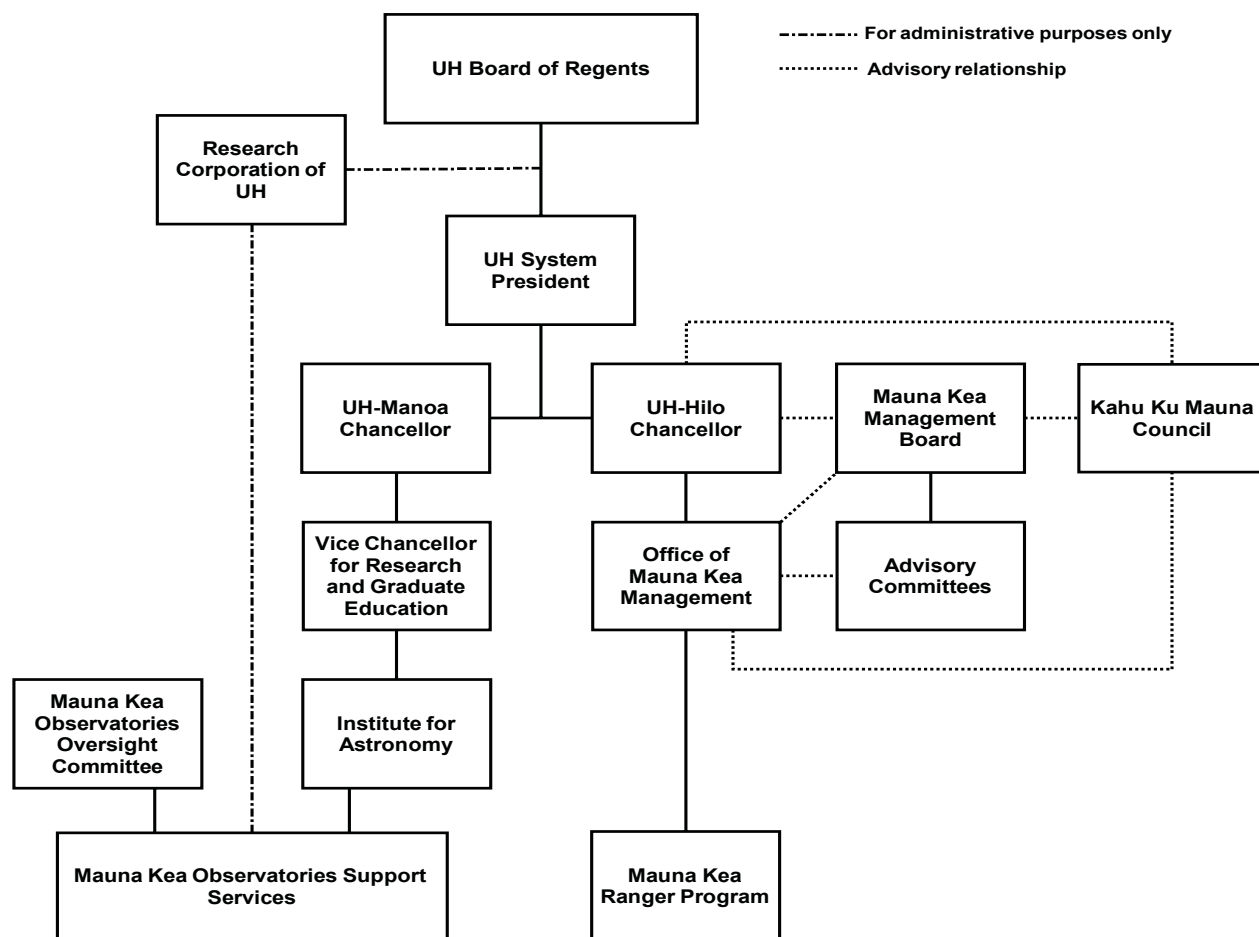 UH Board of Regents
For administrative purposes only
Advisory relationship
Research
Corporation of
UH
UH System
President
UH-Manoa
Chancellor
UH-Hilo
Chancellor
Mauna Kea
Management
Board
Kahu Ku Mauna
Council
Vice Chancellor
for Research
and Graduate
Education
Office of
Mauna Kea
Management
Advisory
Committees
Mauna Kea
Observatories
Oversight
Committee
Institute for
Astronomy
Mauna Kea Observatories Support
Services
Mauna Kea
Ranger Program